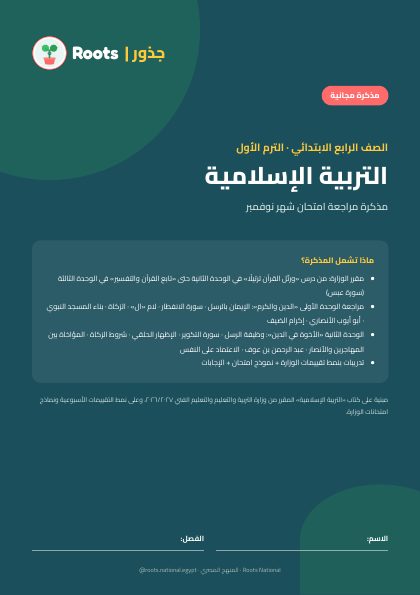 Roots | جذور
مذكرة مجانية
الصف الرابع الابتدائي · الترم الأول
التربية الإسلامية
مذكرة مراجعة امتحان شهر نوفمبر
ماذا تشمل المذكرة؟
• مقرر الوزارة: من درس «ورتّل القرآن ترتيلًا» في الوحدة الثانية حتى «تابع القرآن والتفسير» في الوحدة الثالثة
(سورة عبس)
• مراجعة الوحدة الأولى «الدين والكرم»: الإيمان بالرسل · سورة الانفطار · لام «ال» · الزكاة · بناء المسجد النبوي
· أبو أيوب الأنصاري · إكرام الضيف
• الوحدة الثانية «الأخوة في الدين»: وظيفة الرسل · سورة التكوير · الإظهار الحلقي · شروط الزكاة · المؤاخاة بين
المهاجرين والأنصار · عبد الرحمن بن عوف · الاعتماد على النفس
• تدريبات بنمط تقييمات الوزارة + نموذج امتحان + الإجابات
مبنية على كتاب «التربية الإسلامية» المقرر من وزارة التربية والتعليم والتعليم الفني ٢٠٢٦/٢٠٢٧، وعلى نمط التقييمات الأسبوعية ونماذج
امتحانات الوزارة.
الاسم:
الفصل:
Roots National · المنهج المصري · @roots.national.egypt